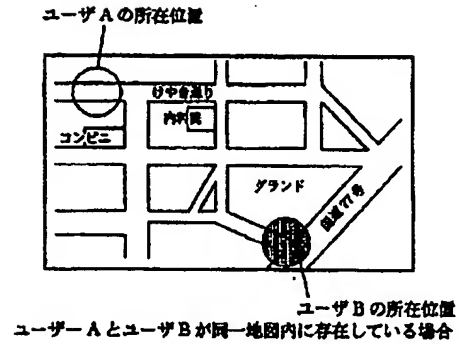 ユーザAの所在位置
けやき通り
内科医
コンビニ
グランド
国道77号
ユーザBの所在位置
ユーザーAとユーザBが同一地図内に存在している場合